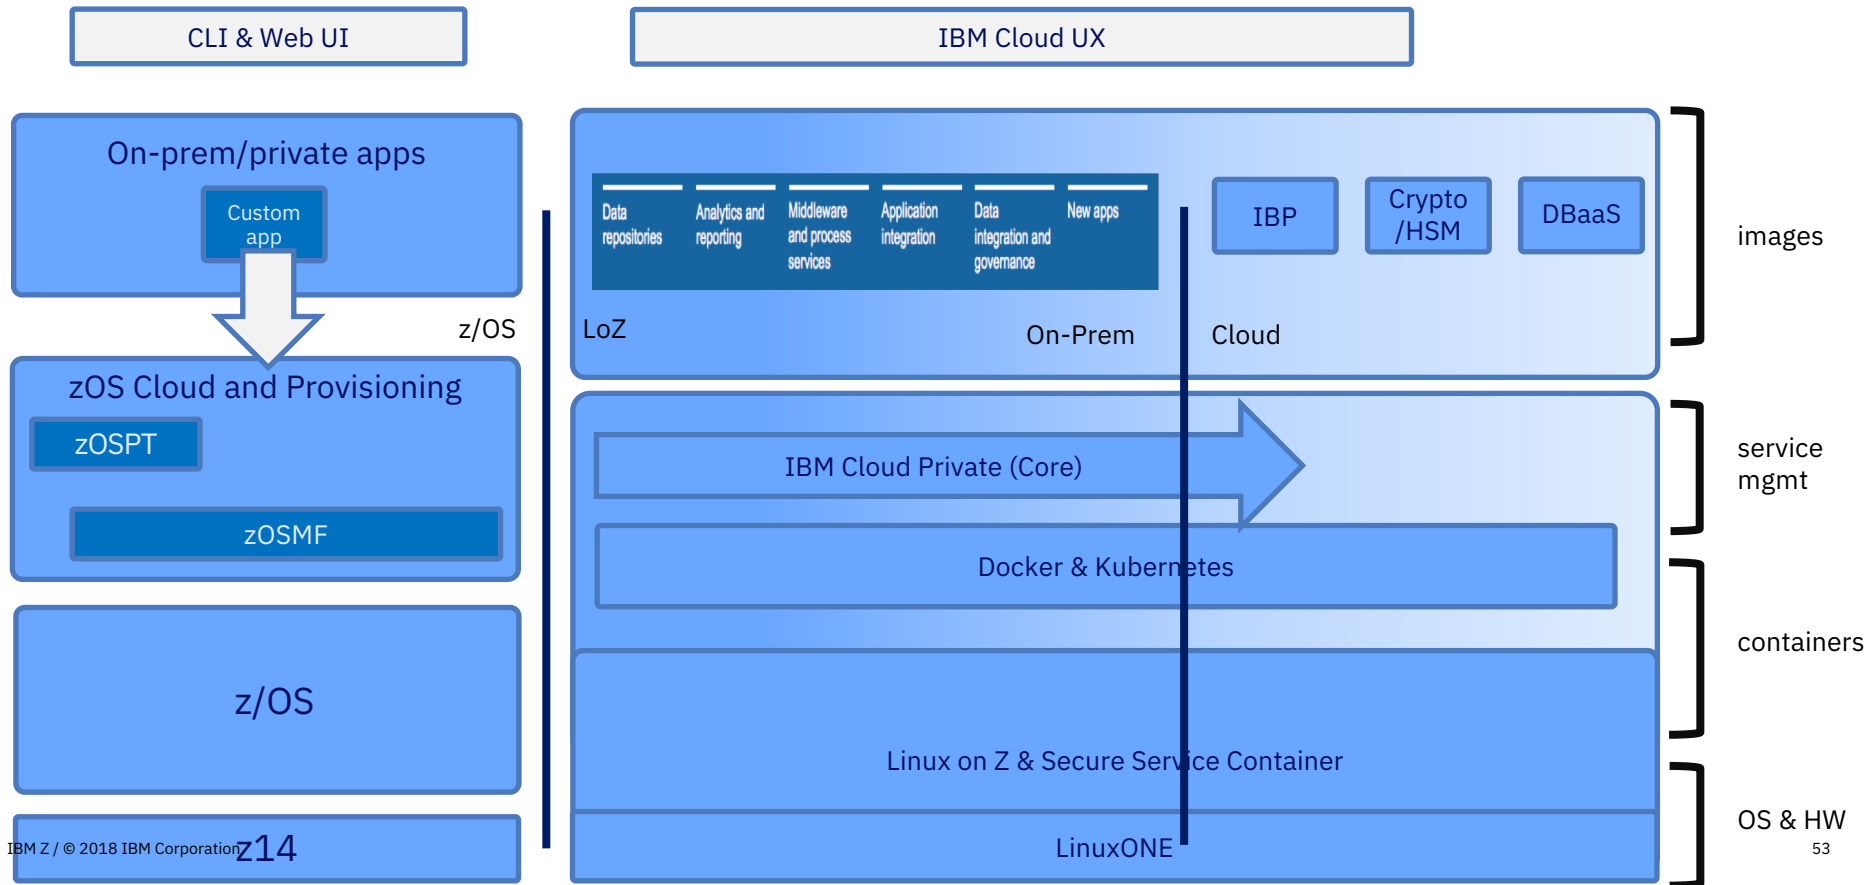 CLI & Web UI
IBM Cloud UX
On-prem/private apps
Custom
app
z/OS
zOS Cloud and Provisioning
zOSPT
zOSMF
z/OS
z14
IBM Z / © 2018 IBM Corporation
Data
repositories
Analytics and
reporting
Middleware
and process
services
Application
integration
Data
integration and
governance
New apps
IBP
Crypto
/HSM
DBaaS
LoZ
On-Prem
Cloud
IBM Cloud Private (Core)
Docker & Kubernetes
Linux on Z & Secure Service Container
LinuxONE
images
service
mgmt
containers
OS & HW
53